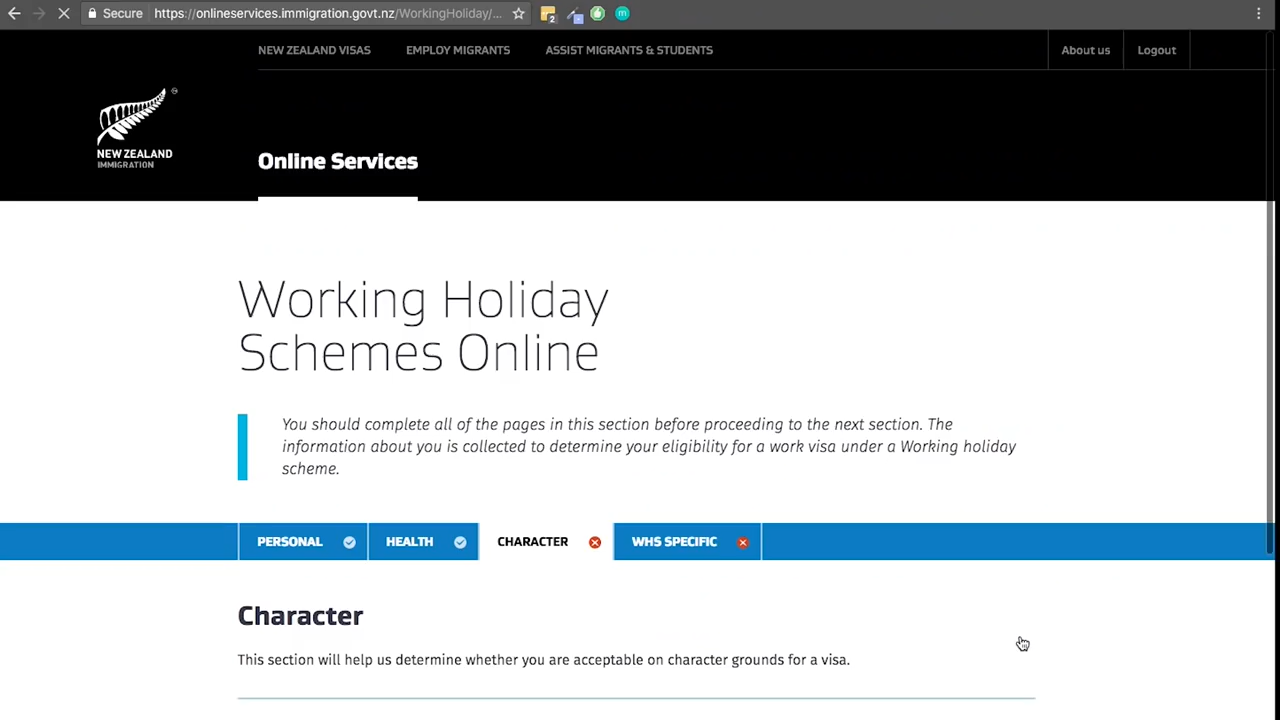 Secure https://onlineservices.immigration.govt.nz/WorkingHoliday/...
2
m
NEW ZEALAND VISAS EMPLOY MIGRANTS ASSIST MIGRANTS & STUDENTS About us Logout
NEW ZEALAND
IMMIGRATION
Online Services
Working Holiday
Schemes Online
You should complete all of the pages in this section before proceeding to the next section. The
information about you is collected to determine your eligibility for a work visa under a Working holiday
scheme.
PERSONAL HEALTH CHARACTER WHS SPECIFIC
Character
This section will help us determine whether you are acceptable on character grounds for a visa.